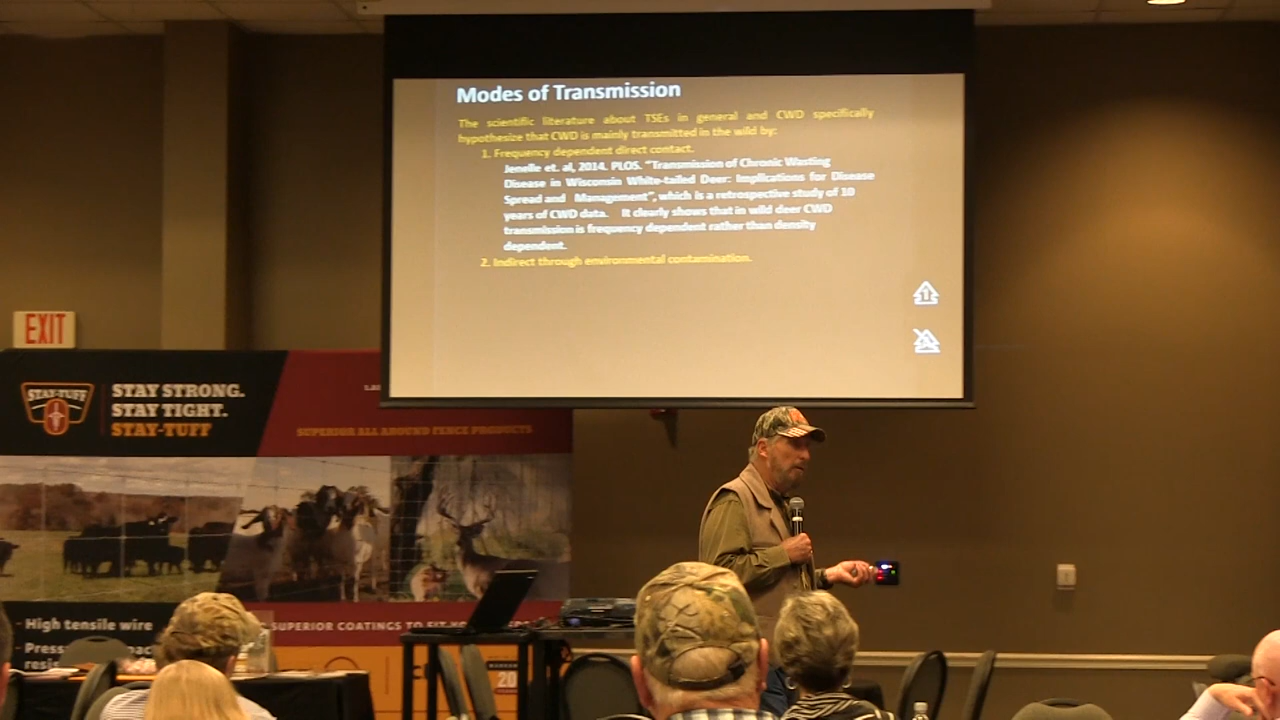 Modes of Transmission
The scientific literature about TSEs in general and CWD specifically
hypothesize that CWD is mainly transmitted in the wild by:
1. Frequency dependent direct contact.
Jenelle et. al, 2014. PLOS. "Transmission of Chronic Wasting
Disease in Wisconsin White-tailed Deer: Implications for Disease
Spread and Management", which is a retrospective study of 10
years of CWD data. It clearly shows that in wild deer CWD
transmission is frequency dependent rather than density
dependent.
2. Indirect through environmental contamination.
EXIT
STAY-TUFF
STAY STRONG.
STAY TIGHT.
STAY-TUFF
SUPERIOR ALL AROUND FENCE PRODUCTS
- High tensile wire
SUPERIOR COATINGS TO FIT
20